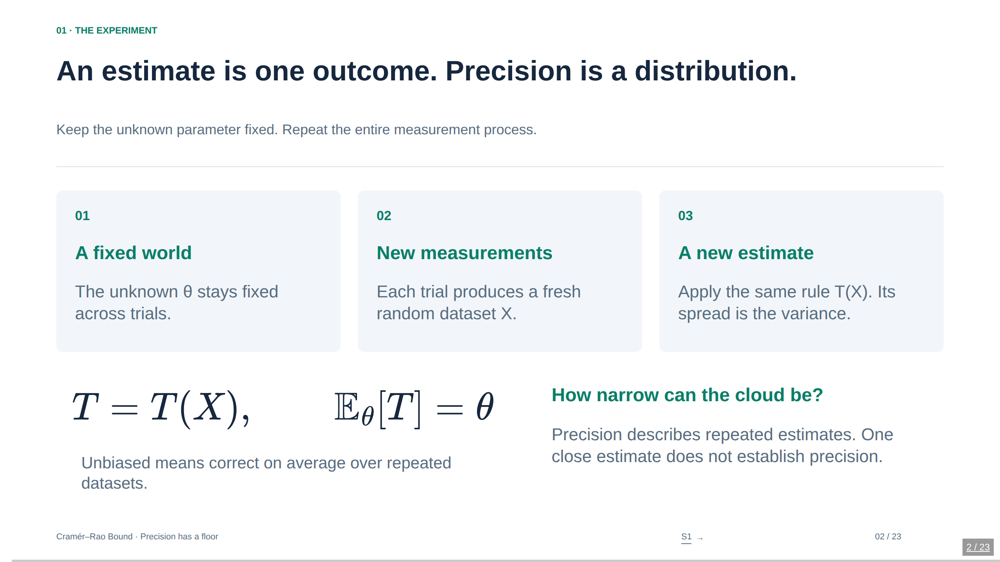 01 · THE EXPERIMENT
An estimate is one outcome. Precision is a distribution.
Keep the unknown parameter fixed. Repeat the entire measurement process.
01
A fixed world
The unknown θ stays fixed
across trials.
02
New measurements
Each trial produces a fresh
random dataset X.
03
A new estimate
Apply the same rule T(X). Its
spread is the variance.
T = T(X), 𝔼θ[T] = θ
Unbiased means correct on average over repeated
datasets.
How narrow can the cloud be?
Precision describes repeated estimates. One
close estimate does not establish precision.
Cramér–Rao Bound · Precision has a floor
S1 →
02 / 23
2 / 23